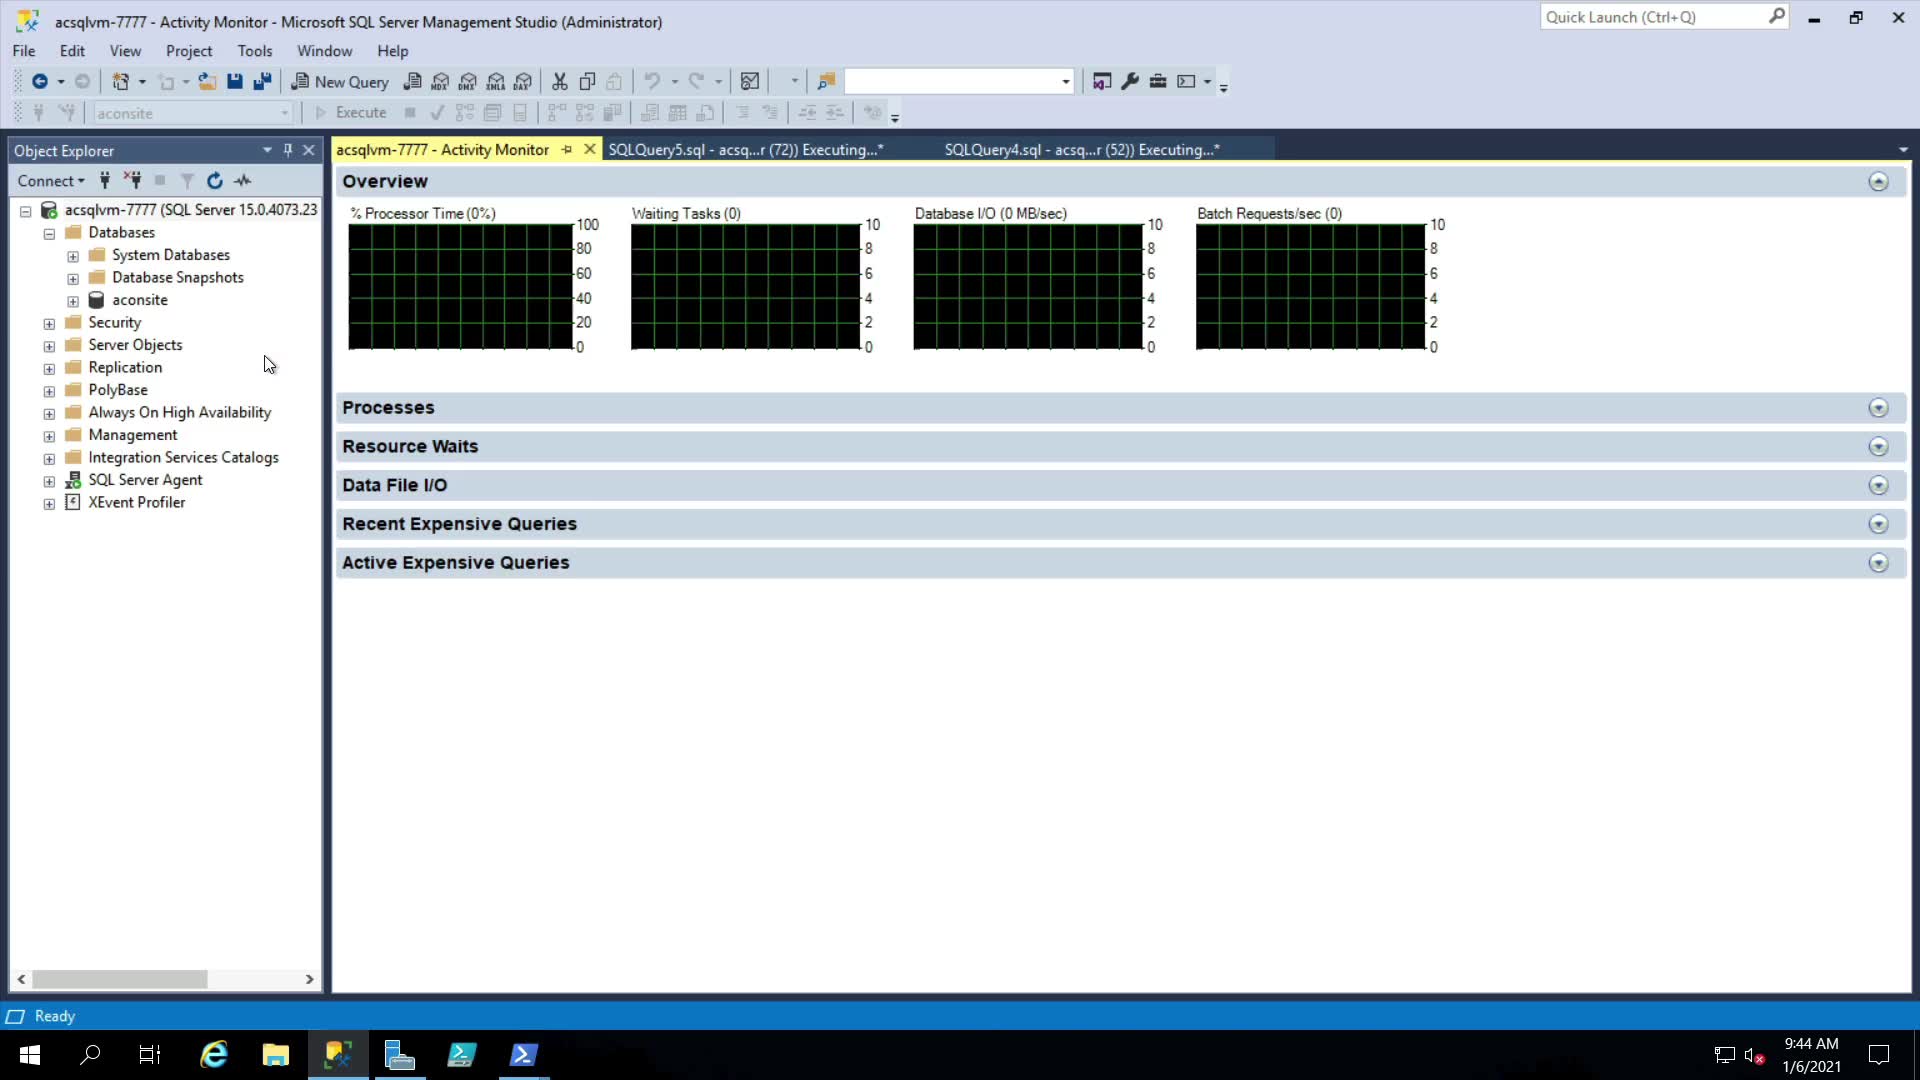 acsqlvm-7777 - Activity Monitor - Microsoft SQL Server Management Studio (Administrator)
Quick Launch (Ctrl+Q)
File Edit View Project Tools Window Help
New Query MDX DMX XMLA DAX
aconsite Execute
Object Explorer
acsqlvm-7777 - Activity Monitor
SQLQuery5.sql - acsq...r (72)) Executing...*
SQLQuery4.sql - acsq...r (52)) Executing...*
Connect
acsqlvm-7777 (SQL Server 15.0.4073.23
Databases
System Databases
Database Snapshots
aconsite
Security
Server Objects
Replication
PolyBase
Always On High Availability
Management
Integration Services Catalogs
SQL Server Agent
XEvent Profiler
Overview
% Processor Time (0%)
100
80
60
40
20
0
Waiting Tasks (0)
10
8
6
4
2
0
Database I/O (0 MB/sec)
10
8
6
4
2
0
Batch Requests/sec (0)
10
8
6
4
2
0
Processes
Resource Waits
Data File I/O
Recent Expensive Queries
Active Expensive Queries
Ready
9:44 AM
1/6/2021